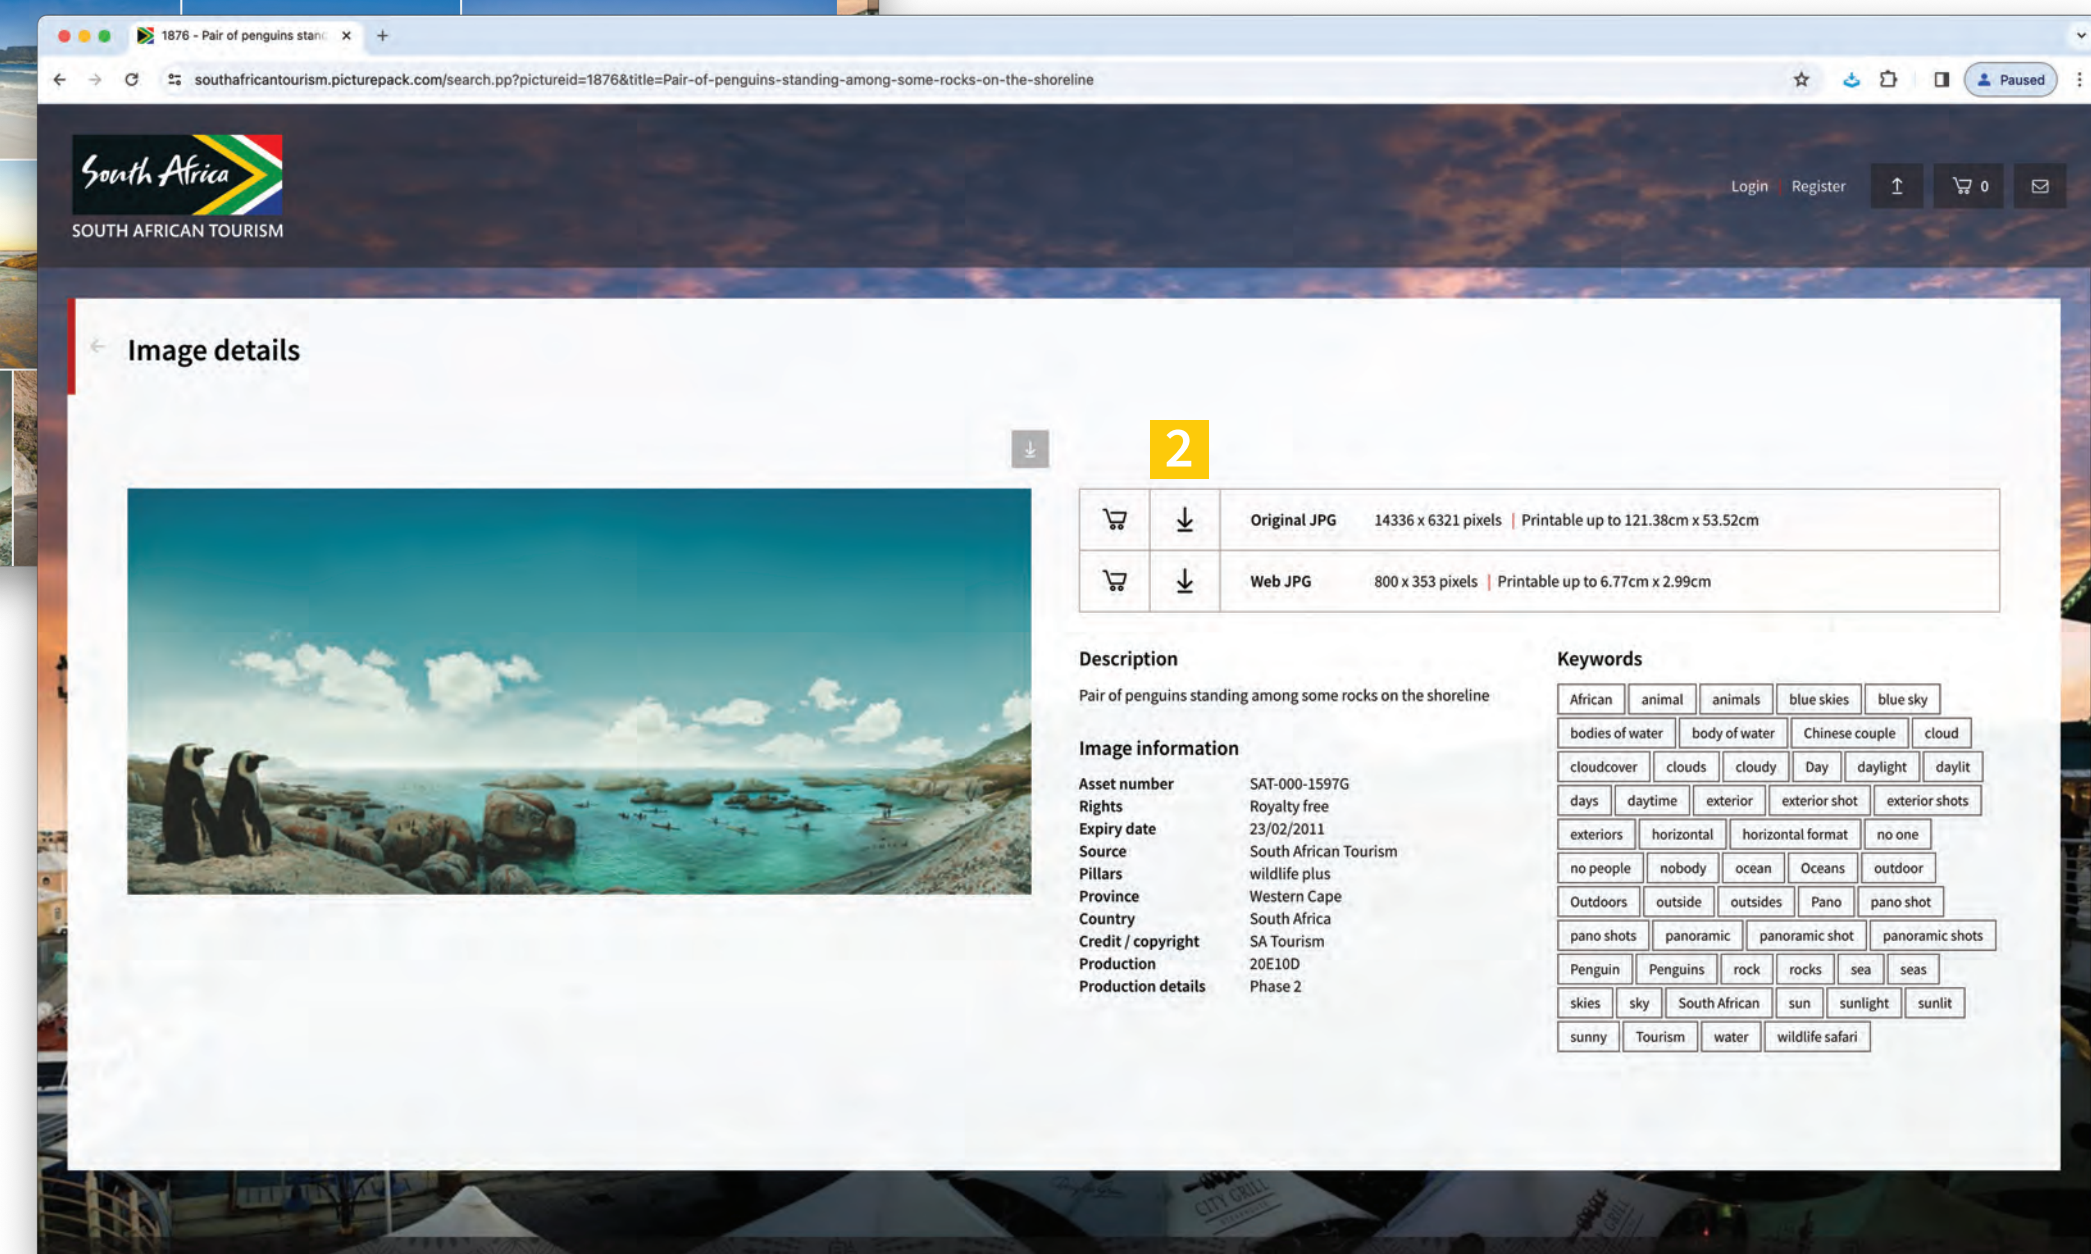 1876 - Pair of penguins stand
southafricantourism.picturepack.com/search.pp?pictureid=1876&title=Pair-of-penguins-standing-among-some-rocks-on-the-shoreline
Paused
South Africa
SOUTH AFRICAN TOURISM
Login | Register
0
Image details
2
Original JPG 14336 x 6321 pixels | Printable up to 121.38cm x 53.52cm
Web JPG 800 x 353 pixels | Printable up to 6.77cm x 2.99cm
Description
Pair of penguins standing among some rocks on the shoreline
Image information
Asset number SAT-000-1597G
Rights Royalty free
Expiry date 23/02/2011
Source South African Tourism
Pillars wildlife plus
Province Western Cape
Country South Africa
Credit / copyright SA Tourism
Production 20E10D
Production details Phase 2
Keywords
African animal animals blue skies blue sky
bodies of water body of water Chinese couple cloud
cloudcover clouds cloudy Day daylight daylit
days daytime exterior exterior shot exterior shots
exteriors horizontal horizontal format no one
no people nobody ocean Oceans outdoor
Outdoors outside outsides Pano pano shot
pano shots panoramic panoramic shot panoramic shots
Penguin Penguins rock rocks sea seas
skies sky South African sun sunlight sunlit
sunny Tourism water wildlife safari
CITY GRILL